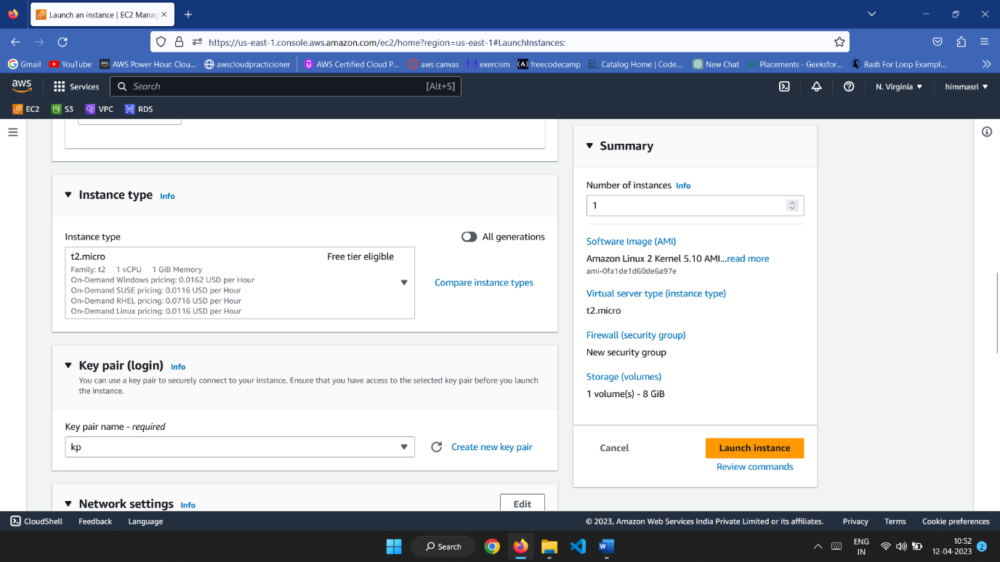 Launch an instance | EC2 Manag
https://us-east-1.console.aws.amazon.com/ec2/home?region=us-east-1#LaunchInstances:
Gmail YouTube AWS Power Hour: Clou... awscloudpracticioner AWS Certified Cloud P... aws canvas exercism freecodecamp Catalog Home | Code... New Chat Placements - Geeksfor... Bash For Loop Exampl...
aws Services Search [Alt+S] N. Virginia himmasri
EC2 S3 VPC RDS
Instance type Info
Instance type
All generations
t2.micro Free tier eligible
Family: t2 1 vCPU 1 GiB Memory
On-Demand Windows pricing: 0.0162 USD per Hour
On-Demand SUSE pricing: 0.0116 USD per Hour
On-Demand RHEL pricing: 0.0716 USD per Hour
On-Demand Linux pricing: 0.0116 USD per Hour
Compare instance types
Key pair (login) Info
You can use a key pair to securely connect to your instance. Ensure that you have access to the selected key pair before you launch
the instance.
Key pair name - required
kp
Create new key pair
Network settings Info
Edit
Summary
Number of instances Info
1
Software Image (AMI)
Amazon Linux 2 Kernel 5.10 AMI...read more
ami-0fa1de1d60de6a97e
Virtual server type (instance type)
t2.micro
Firewall (security group)
New security group
Storage (volumes)
1 volume(s) - 8 GiB
Cancel
Launch instance
Review commands
CloudShell Feedback Language © 2023, Amazon Web Services India Private Limited or its affiliates. Privacy Terms Cookie preferences
Search
ENG
IN
10:52
12-04-2023
2